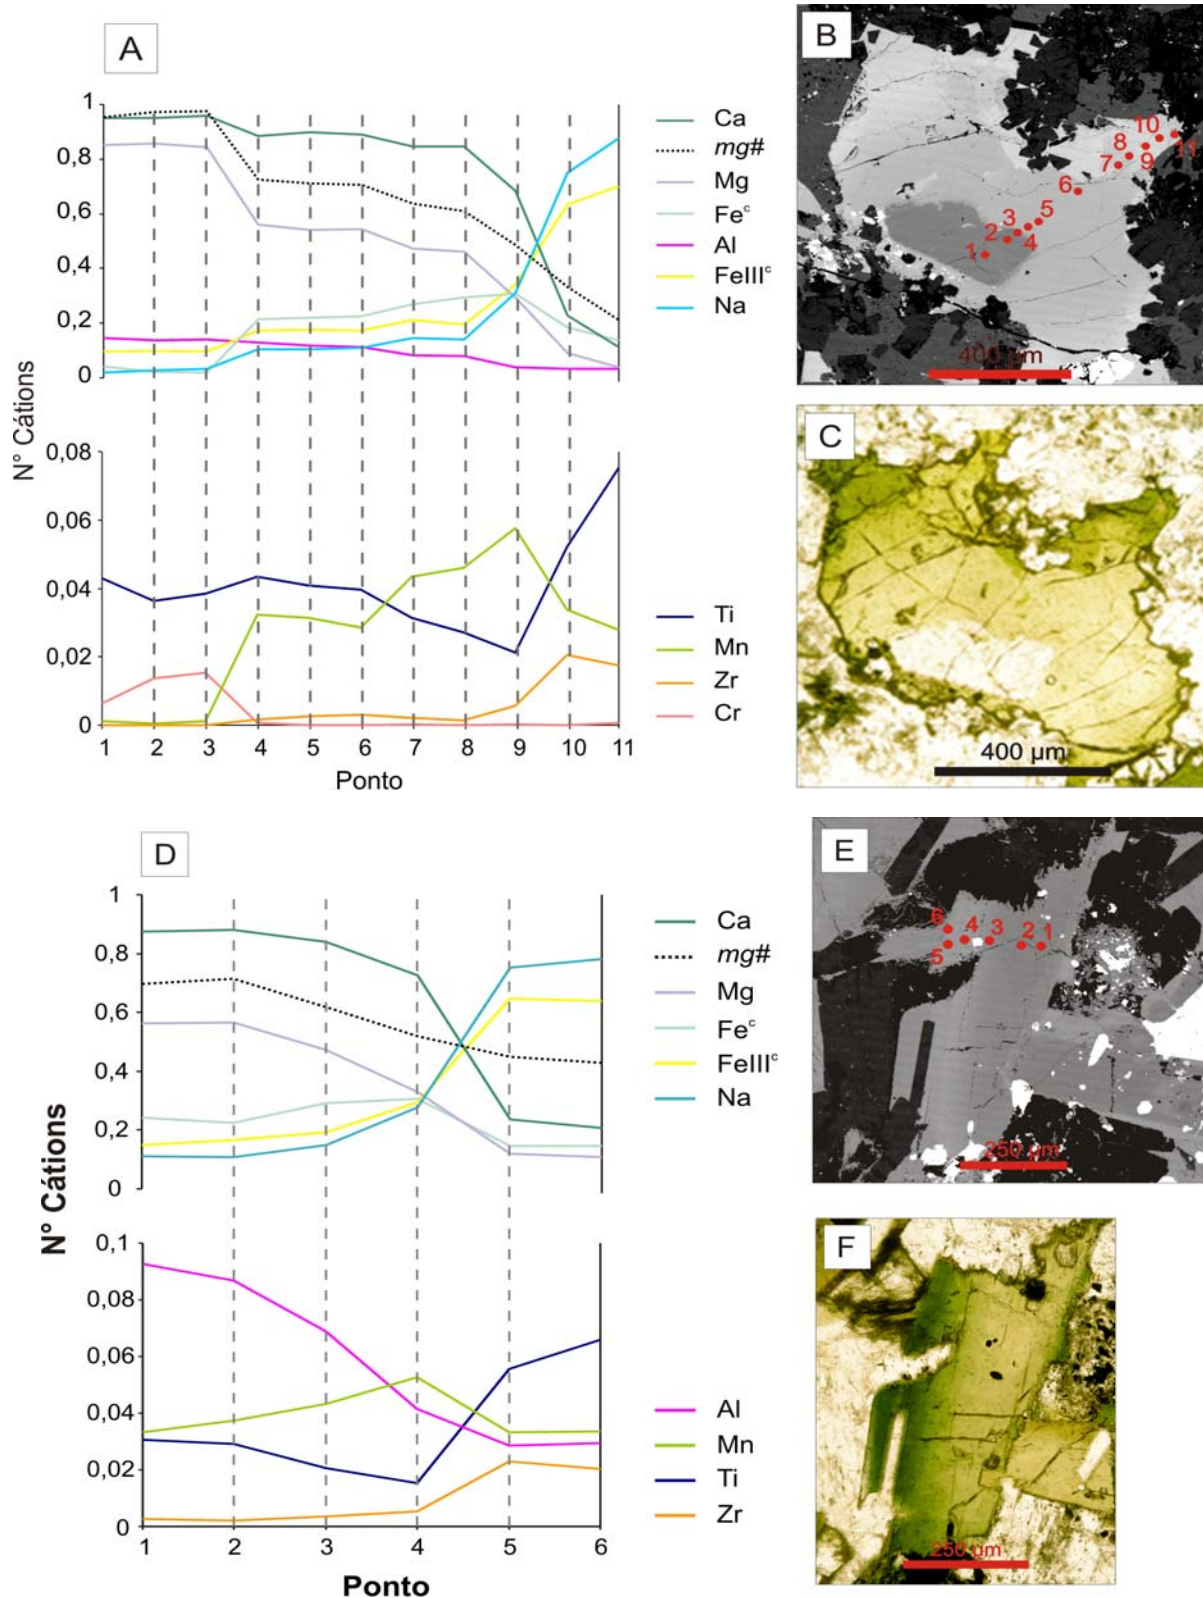 A
1
0.8
0.6
0.4
0,2
0
Ca
mg#
Mg
Feᶜ
Al
FeIIIᶜ
Na
N° Cátions
0,08
0,06
0,04
0,02
0
Ti
Mn
Zr
Cr
1 2 3 4 5 6 7 8 9 10 11
Ponto
B
10
8
7
9
11
6
5
3
2
4
1
400 µm
C
400 µm
D
1
0.8
0.6
0,4
0,2
0
Ca
mg#
Mg
Feᶜ
FeIIIᶜ
Na
N° Cátions
0,1
0,08
0,06
0,04
0,02
0
Al
Mn
Ti
Zr
1 2 3 4 5 6
Ponto
E
6 4 3 2 1
5
250 µm
F
250 µm